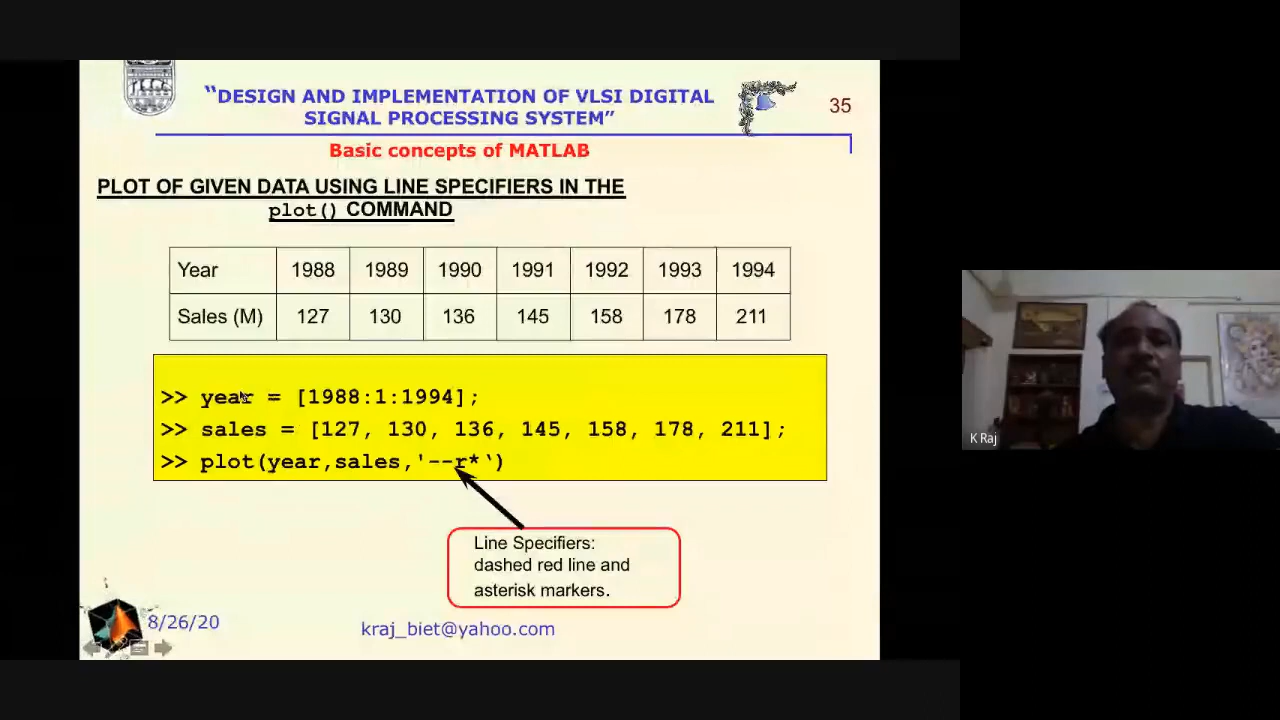 “DESIGN AND IMPLEMENTATION OF VLSI DIGITAL
SIGNAL PROCESSING SYSTEM”
35
Basic concepts of MATLAB
PLOT OF GIVEN DATA USING LINE SPECIFIERS IN THE
plot() COMMAND
Year 1988 1989 1990 1991 1992 1993 1994
Sales (M) 127 130 136 145 158 178 211
>> year = [1988:1:1994];
>> sales = [127, 130, 136, 145, 158, 178, 211];
>> plot(year,sales,'--r*‘)
Line Specifiers:
dashed red line and
asterisk markers.
8/26/20
kraj_biet@yahoo.com
K Raj